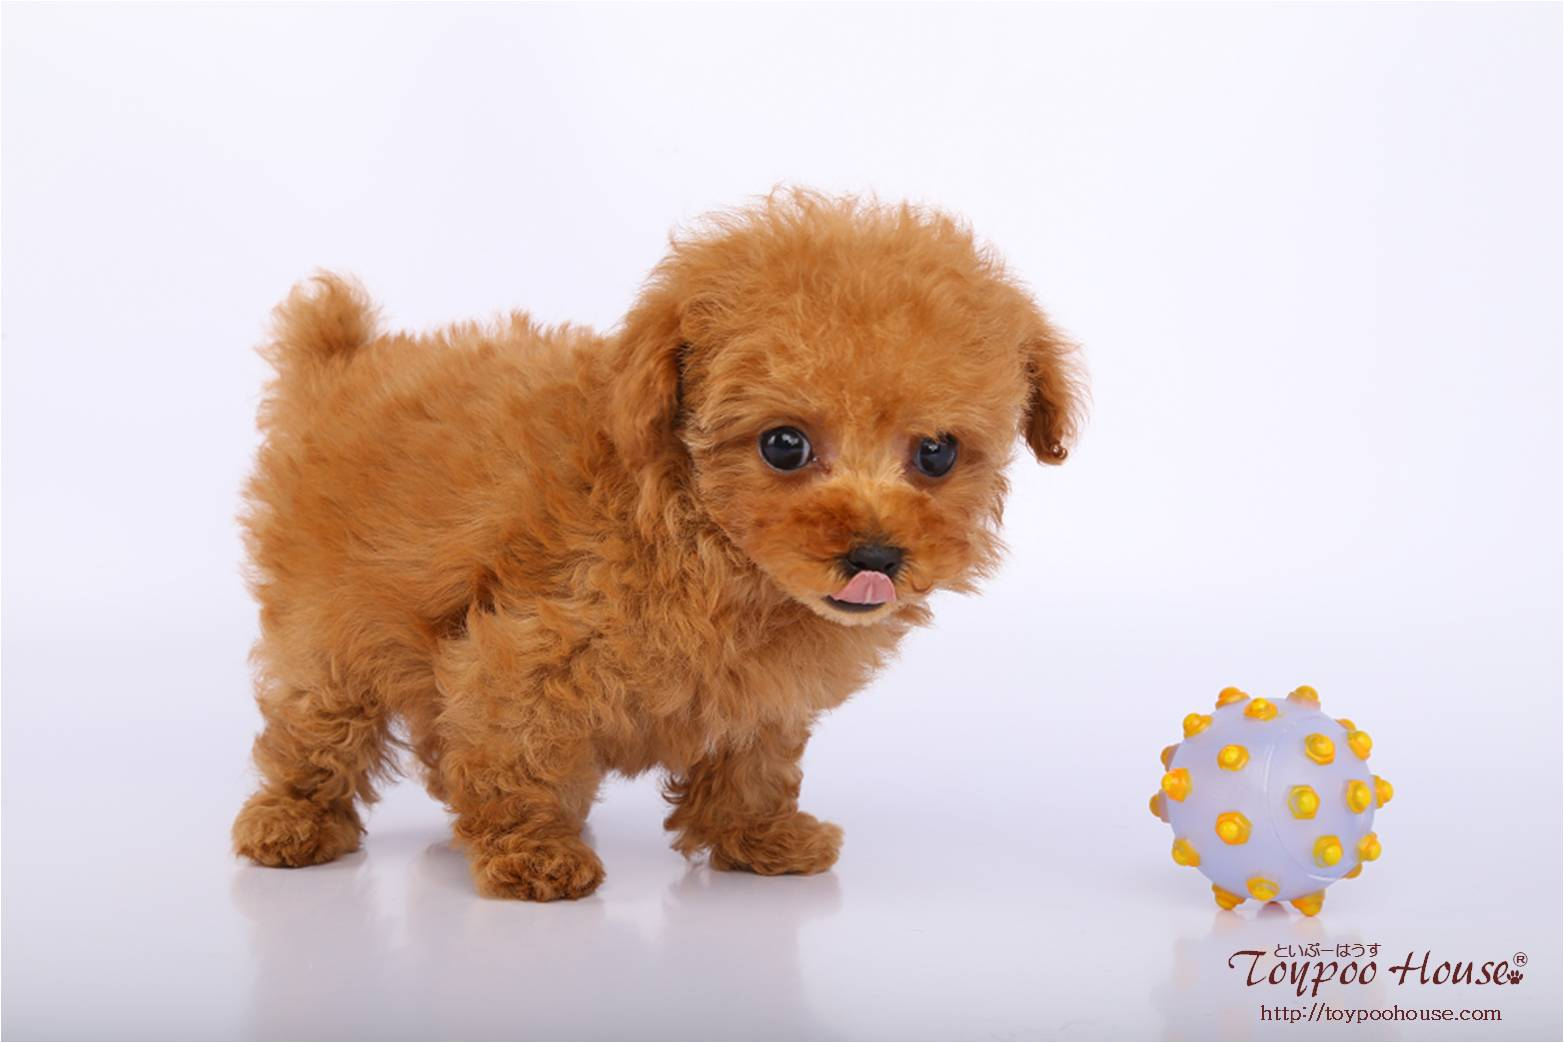 といぷーはうす
Toypoo House®
http://toypoohouse.com